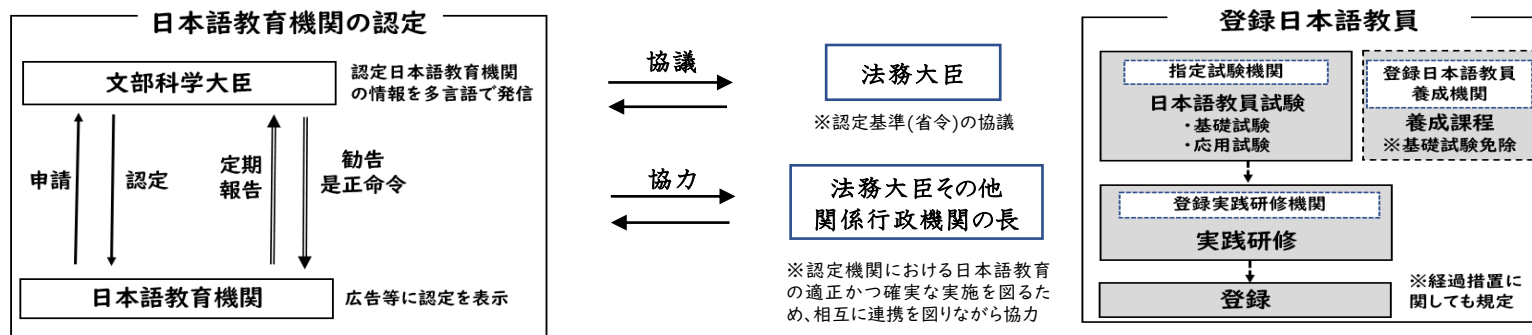 日本語教育機関の認定
文部科学大臣
認定日本語教育機関
の情報を多言語で発信
申請
認定
定期
報告
勧告
是正命令
日本語教育機関
広告等に認定を表示
協議
法務大臣
※認定基準(省令)の協議
協力
法務大臣その他
関係行政機関の長
※認定機関における日本語教育
の適正かつ確実な実施を図るた
め、相互に連携を図りながら協力
登録日本語教員
指定試験機関
日本語教員試験
・基礎試験
・応用試験
登録日本語教員
養成機関
養成課程
※基礎試験免除
登録実践研修機関
実践研修
登録
※経過措置に
関しても規定